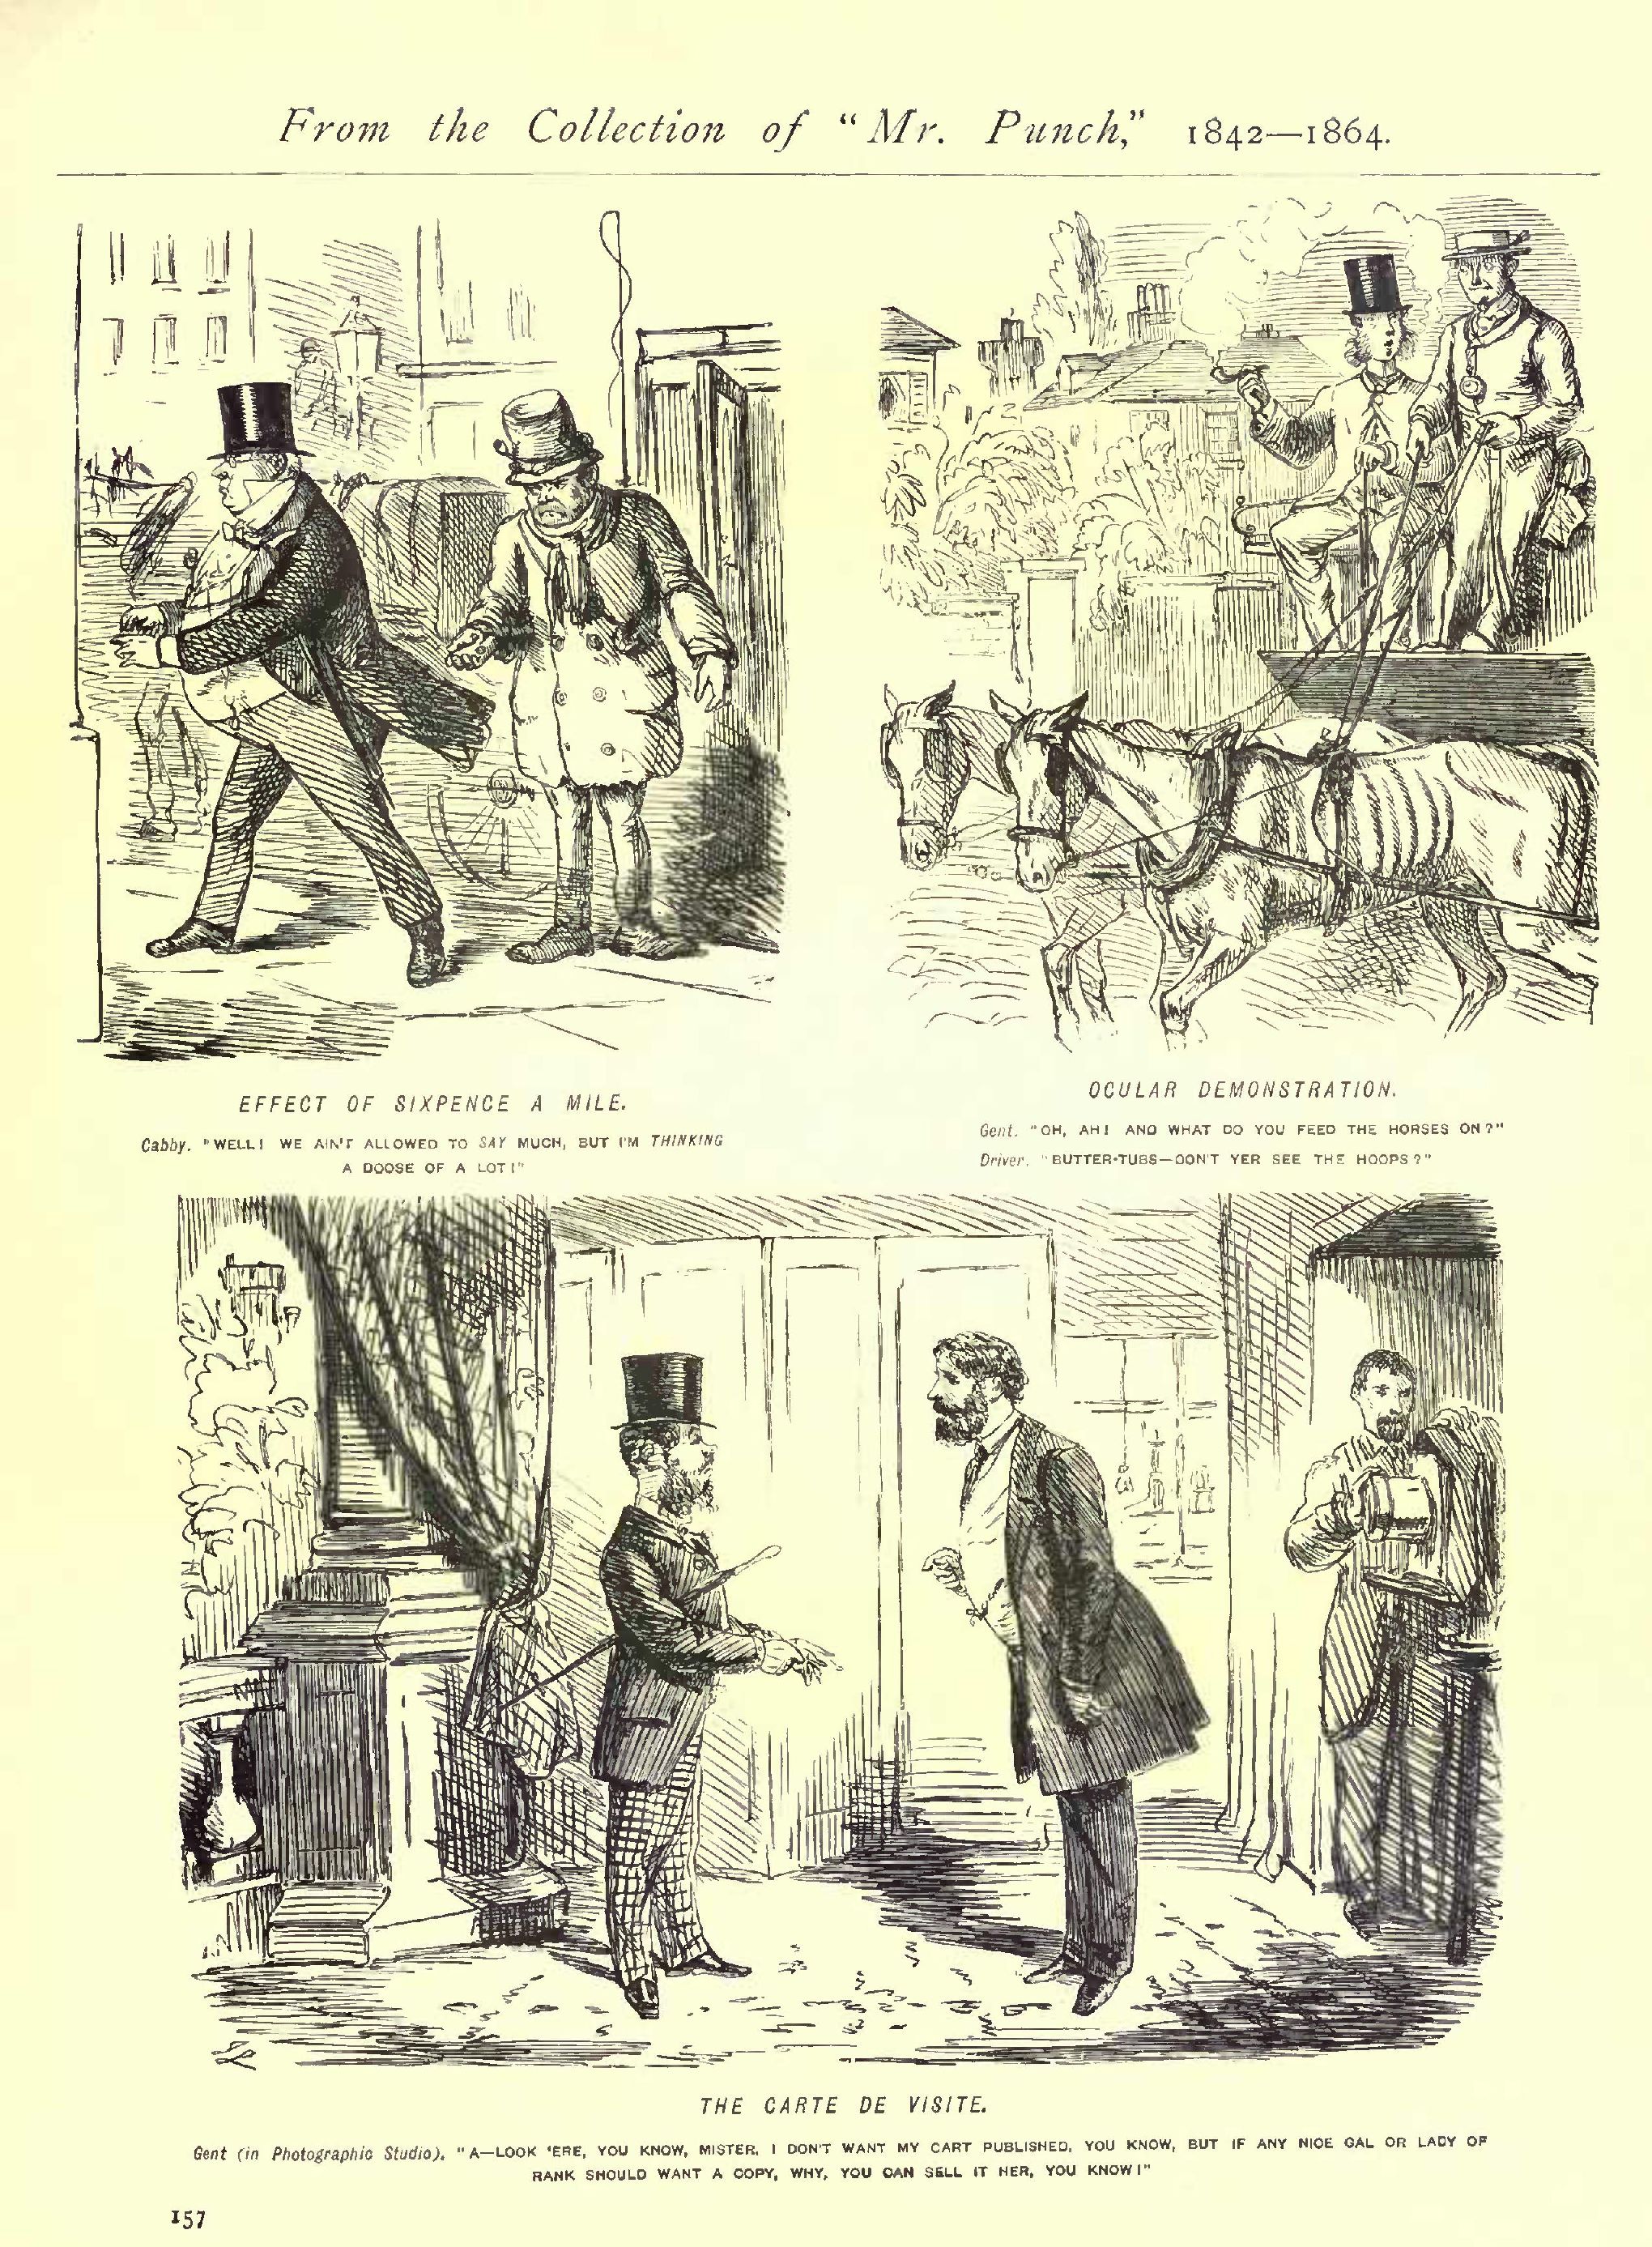 From the Collection of "Mr. Punch," 1842—1864.
EFFECT OF SIXPENCE A MILE.
Cabby. "WELL! WE AIN'T ALLOWED TO SAY MUCH, BUT I'M THINKING
A DOOSE OF A LOT!"
OCULAR DEMONSTRATION.
Gent. "OH, AH! AND WHAT DO YOU FEED THE HORSES ON?"
Driver. "BUTTER-TUBS—DON'T YER SEE THE HOOPS?"
THE CARTE DE VISITE.
Gent (in Photographic Studio). "A—LOOK 'ERE, YOU KNOW, MISTER, I DON'T WANT MY CART PUBLISHED, YOU KNOW, BUT IF ANY NICE GAL OR LADY OF
RANK SHOULD WANT A COPY, WHY, YOU CAN SELL IT HER, YOU KNOW!"
157